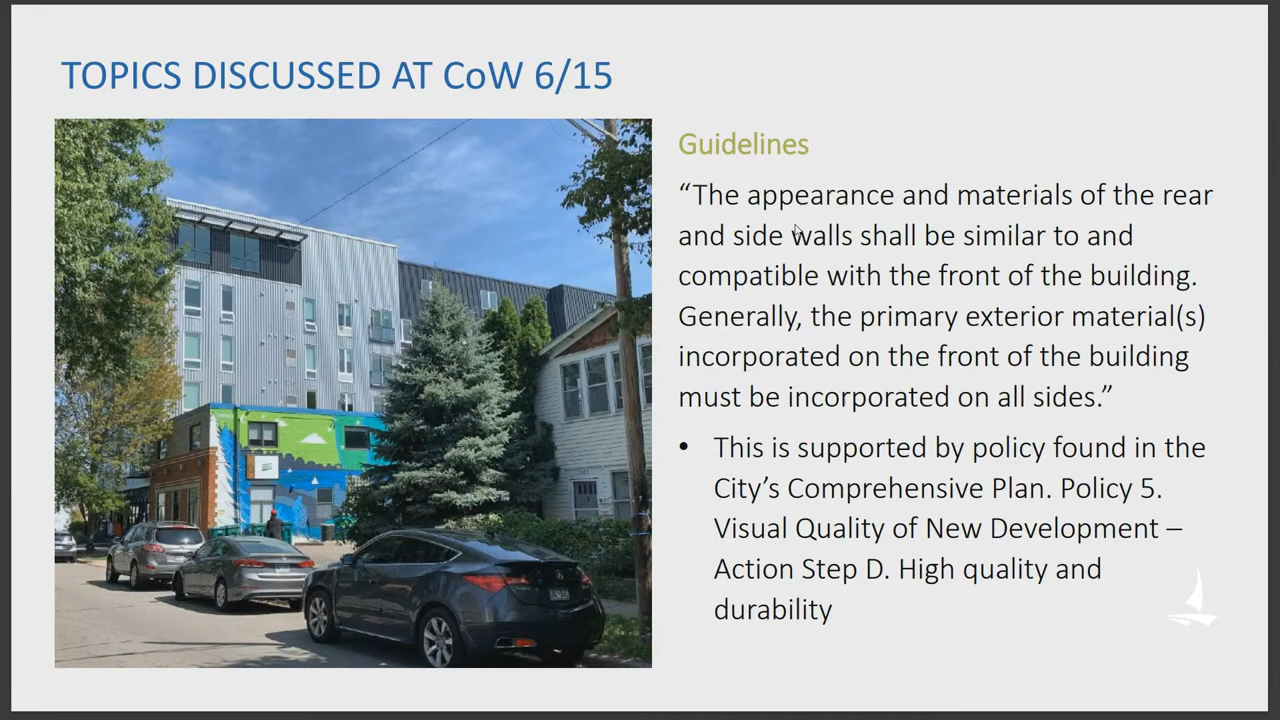 TOPICS DISCUSSED AT CoW 6/15
Guidelines
“The appearance and materials of the rear
and side walls shall be similar to and
compatible with the front of the building.
Generally, the primary exterior material(s)
incorporated on the front of the building
must be incorporated on all sides.”
• This is supported by policy found in the
City’s Comprehensive Plan. Policy 5.
Visual Quality of New Development –
Action Step D. High quality and
durability